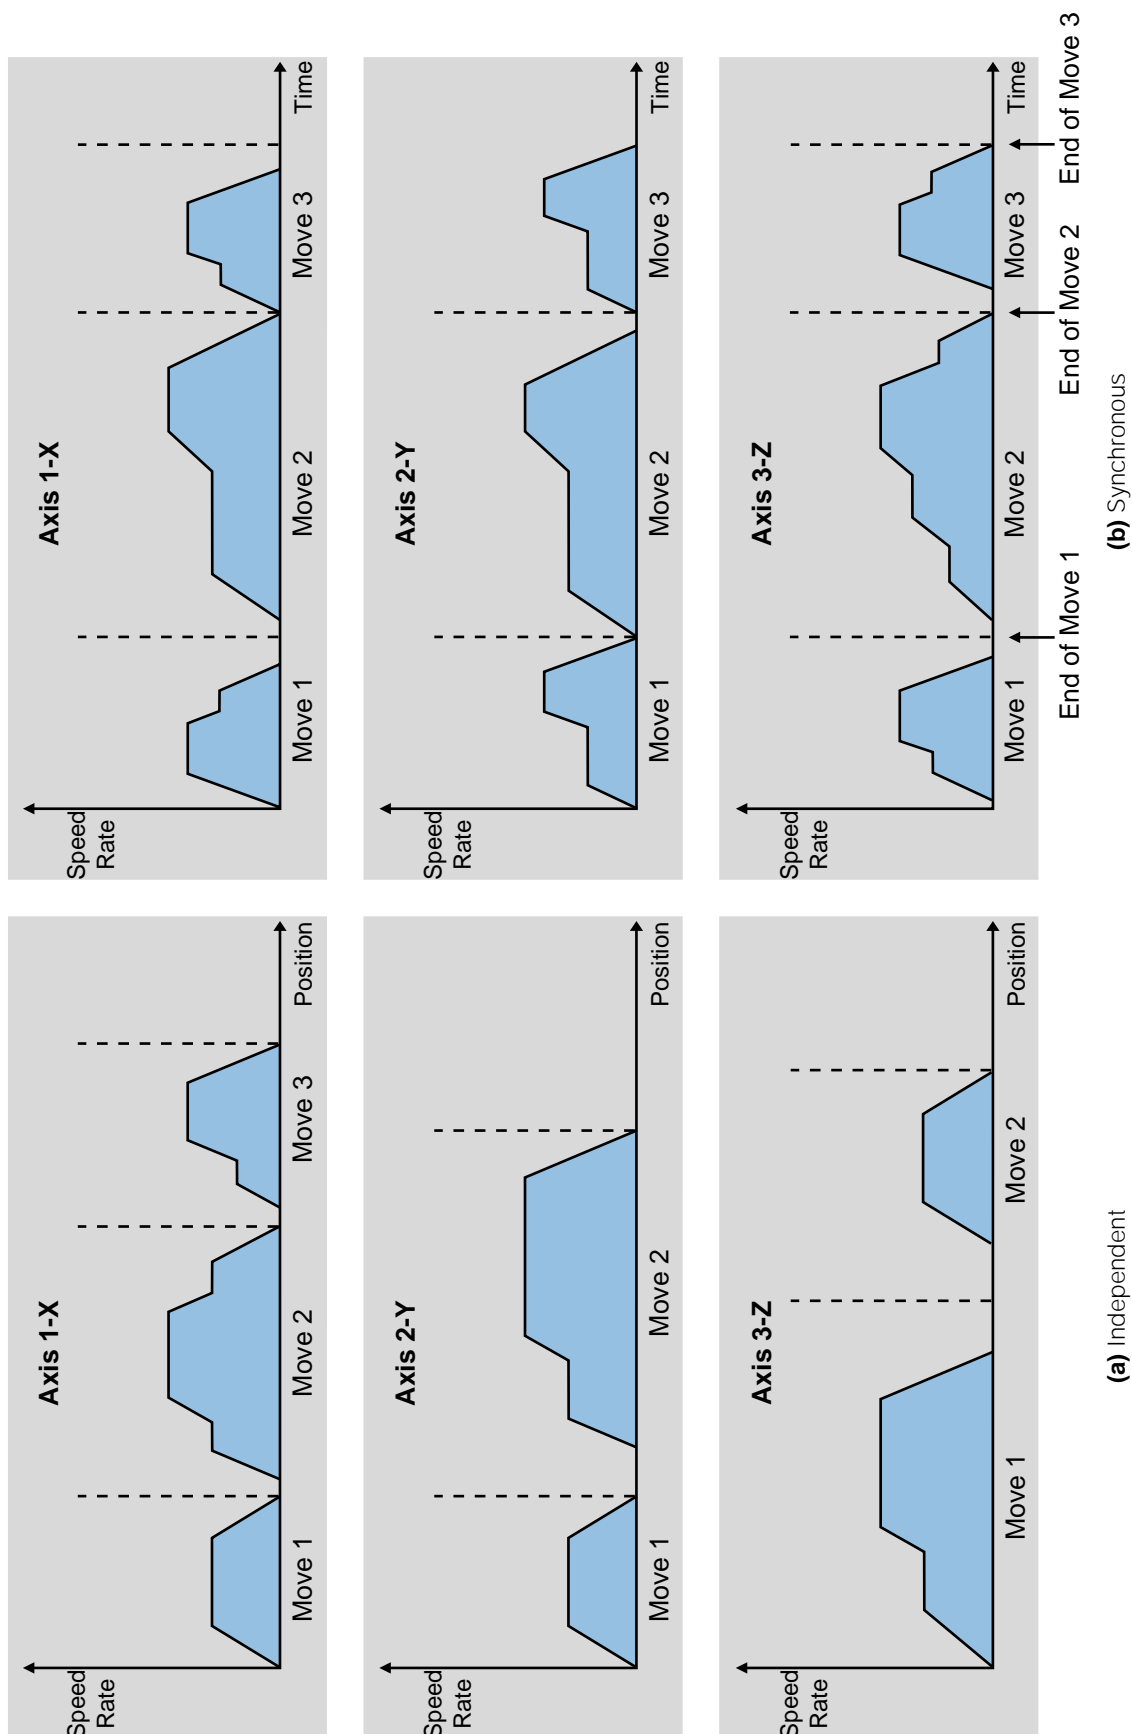 Axis 1-X
Speed
Rate
Move 1
Move 2
Move 3
Position
Axis 2-Y
Speed
Rate
Move 1
Move 2
Position
Axis 3-Z
Speed
Rate
Move 1
Move 2
Position
(a) Independent
Axis 1-X
Speed
Rate
Move 1
Move 2
Move 3
Time
Axis 2-Y
Speed
Rate
Move 1
Move 2
Move 3
Time
Axis 3-Z
Speed
Rate
Move 1
Move 2
Move 3
Time
End of Move 1
End of Move 2
End of Move 3
(b) Synchronous